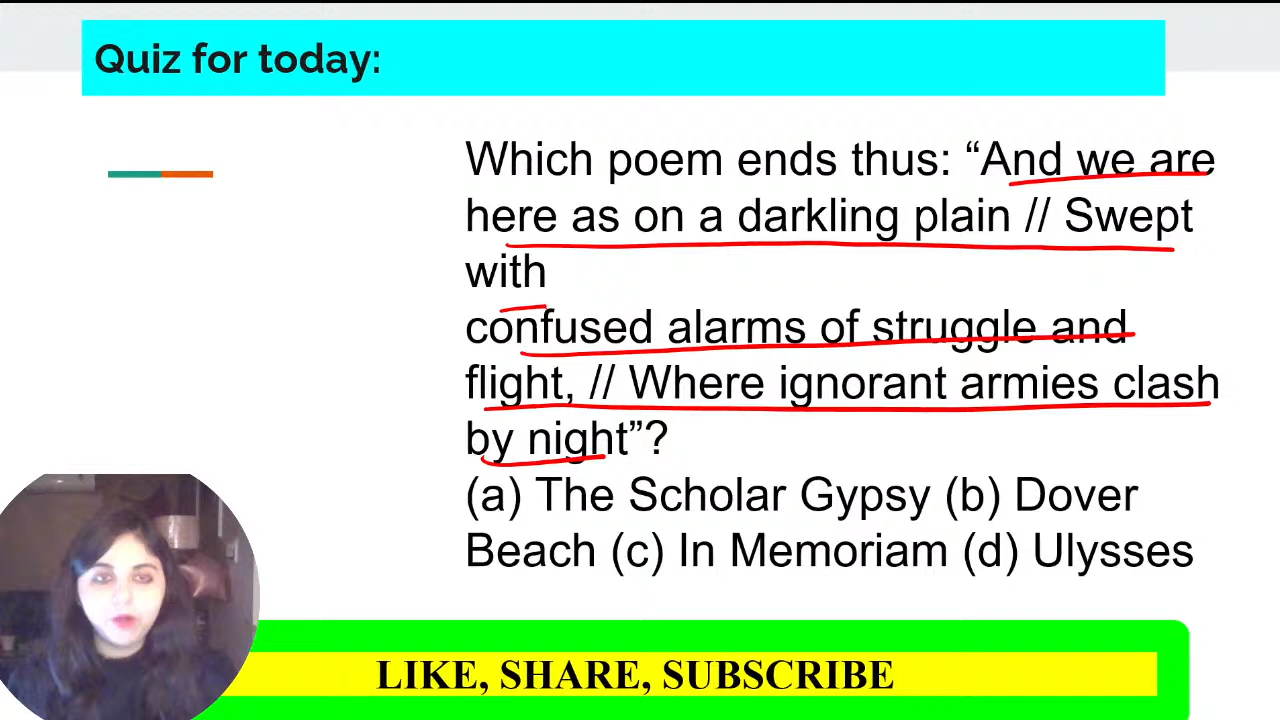 Quiz for today:
Which poem ends thus: “And we are
here as on a darkling plain // Swept
with
confused alarms of struggle and
flight, // Where ignorant armies clash
by night”?
(a) The Scholar Gypsy (b) Dover
Beach (c) In Memoriam (d) Ulysses
LIKE, SHARE, SUBSCRIBE